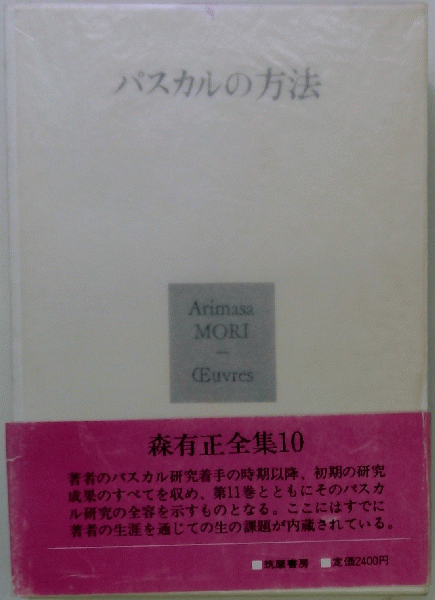 パスカルの方法
Arimasa
MORI
—
Œuvres
森有正全集10
著者のパスカル研究着手の時期以降、初期の研究
成果のすべてを収め、第11巻とともにそのパスカ
ル研究の全容を示すものとなる。ここにはすでに
著者の生涯を通じての生の課題が内蔵されている。
■筑摩書房 ■定価2400円